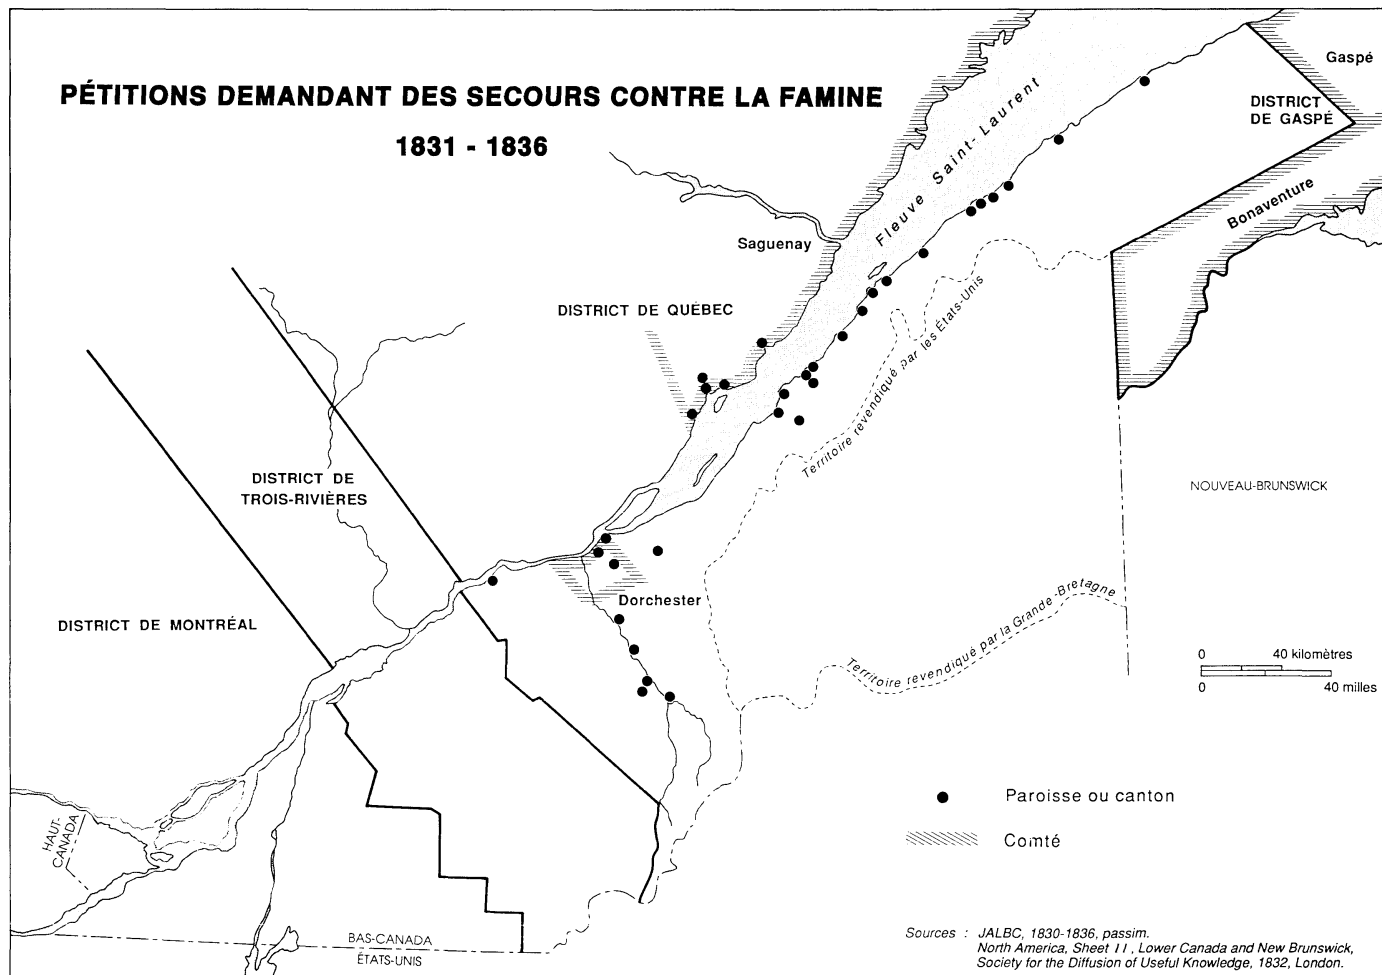 PÉTITIONS DEMANDANT DES SECOURS CONTRE LA FAMINE
1831 - 1836
Gaspé
DISTRICT
DE GASPÉ
Fleuve Saint-Laurent
Bonaventure
Saguenay
DISTRICT DE QUÉBEC
Territoire revendiqué par les États-Unis
DISTRICT DE
TROIS-RIVIÈRES
NOUVEAU-BRUNSWICK
Dorchester
DISTRICT DE MONTRÉAL
Territoire revendiqué par la Grande-Bretagne
0 40 kilomètres
0 40 milles
HAUT-
CANADA
Paroisse ou canton
Comté
BAS-CANADA
ÉTATS-UNIS
Sources : JALBC, 1830-1836, passim.
North America, Sheet II, Lower Canada and New Brunswick,
Society for the Diffusion of Useful Knowledge, 1832, London.